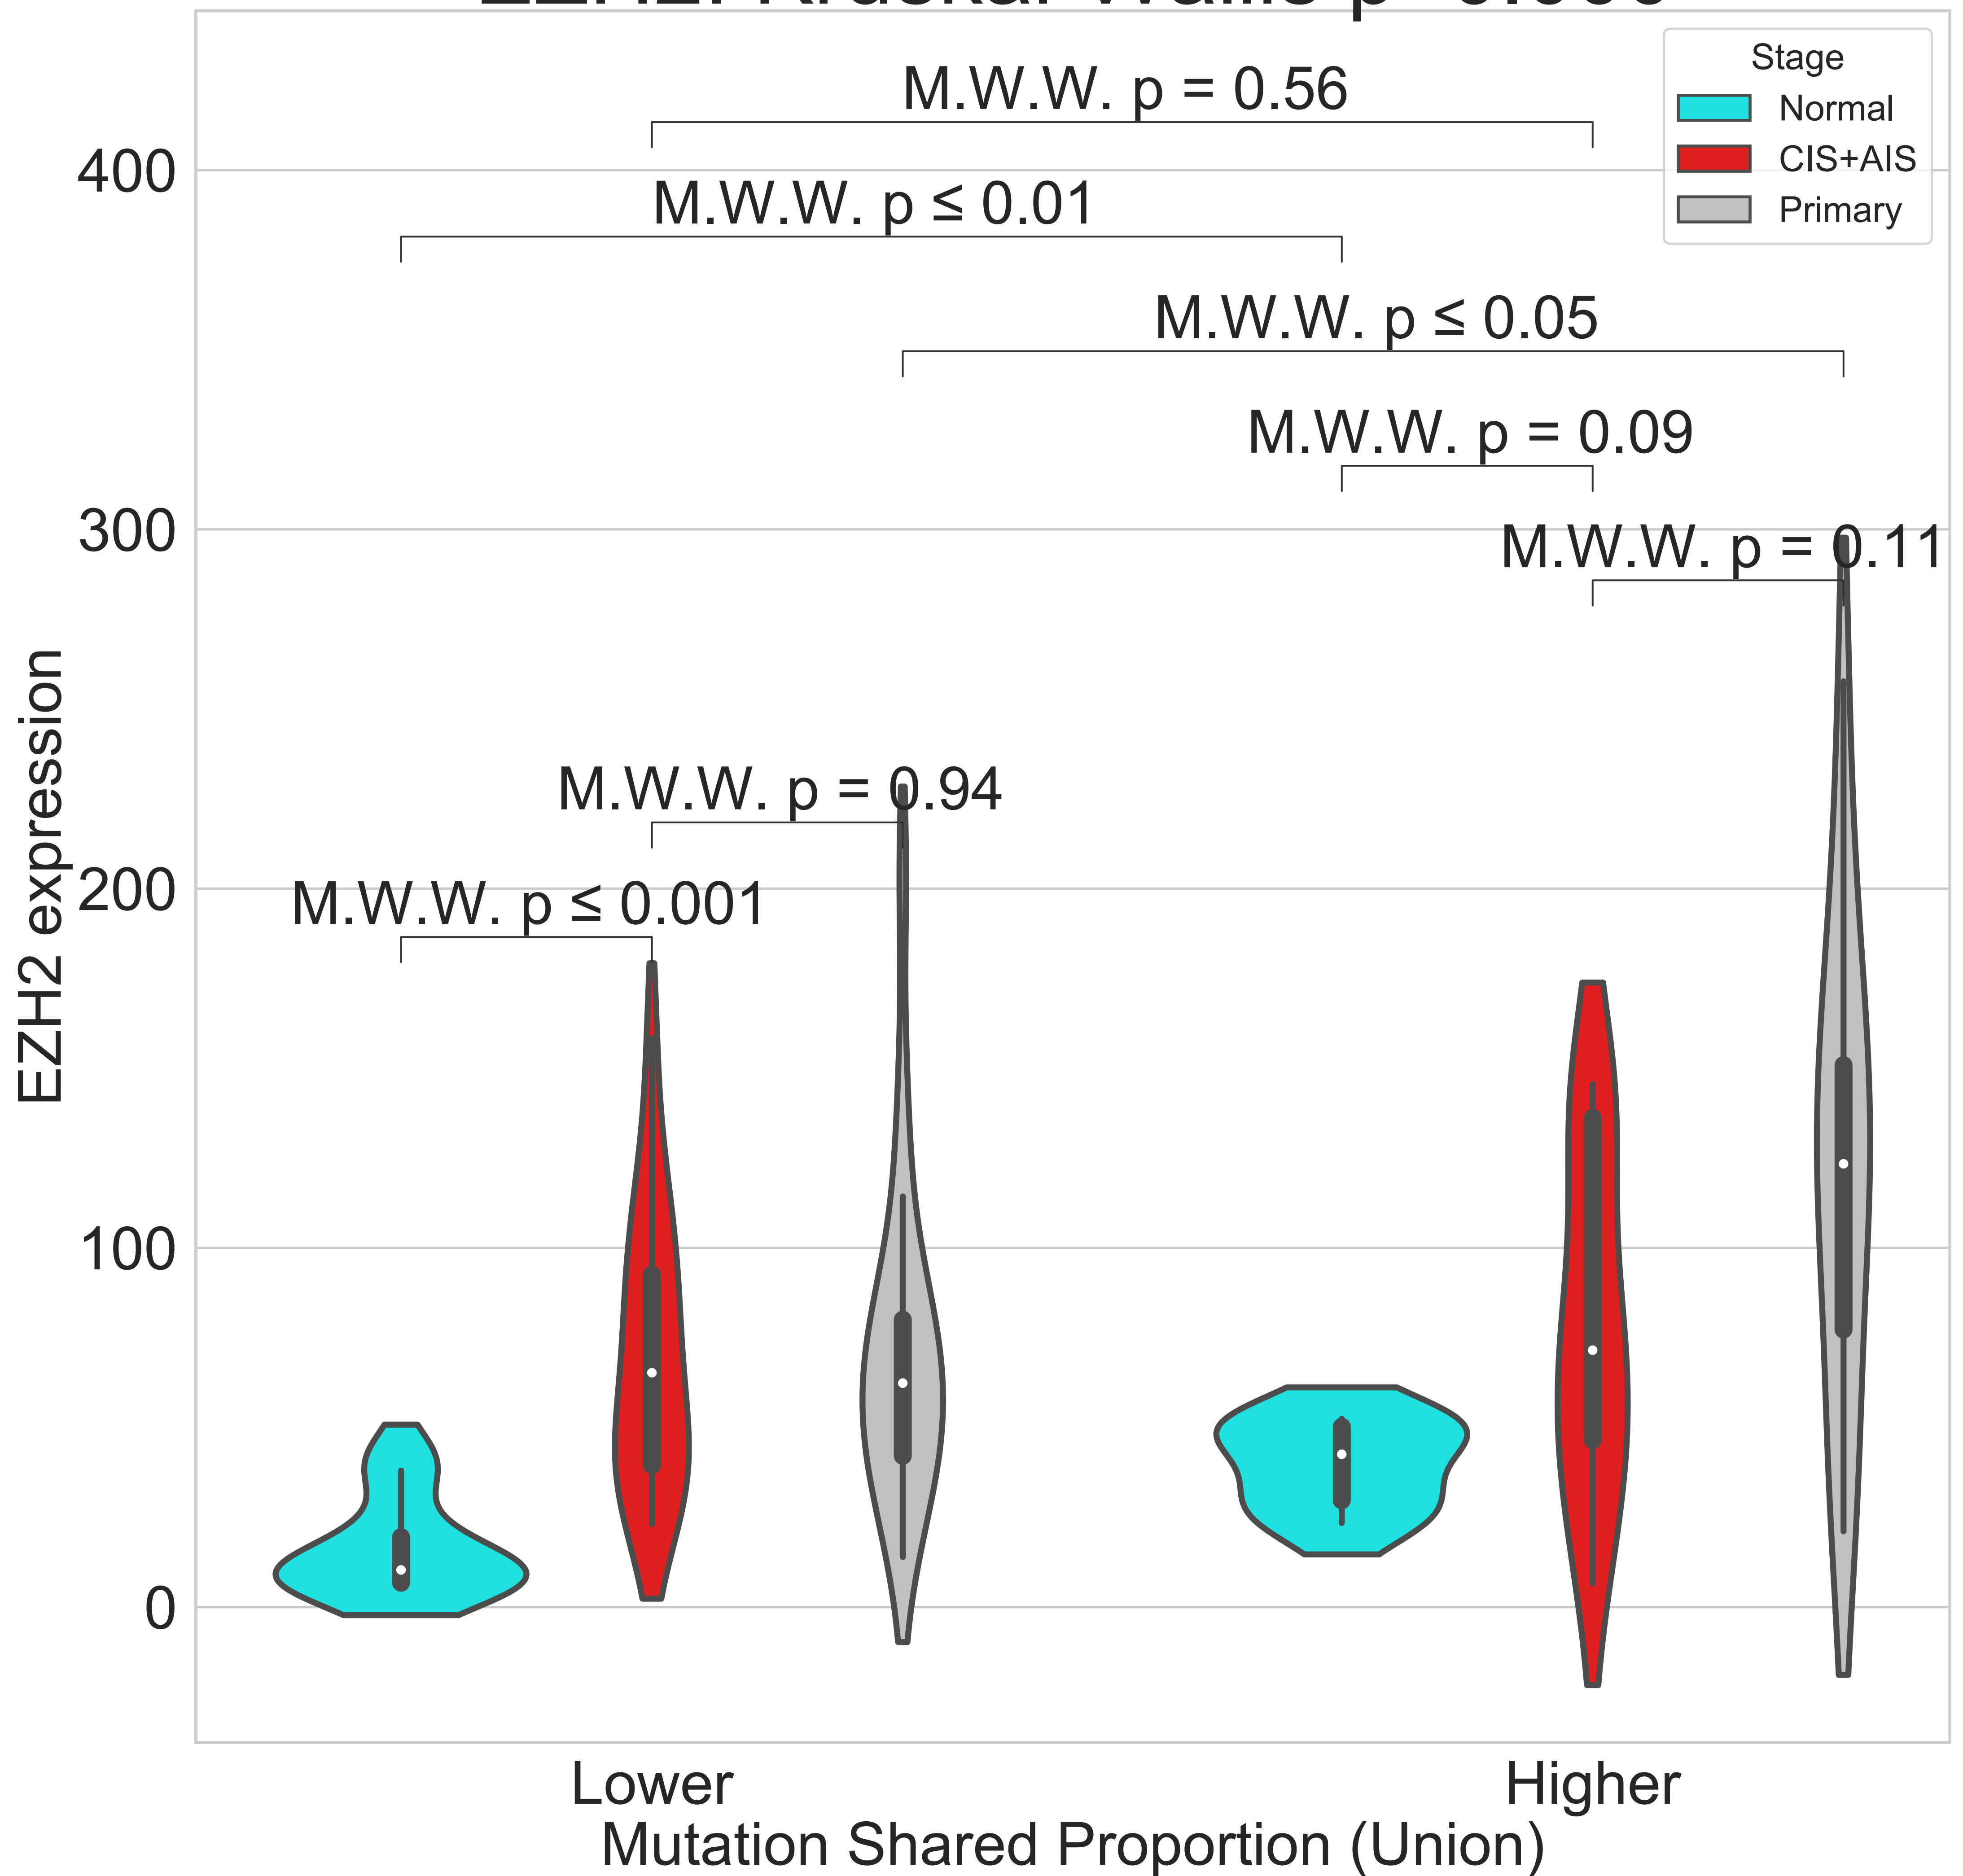 Stage
Normal
CIS+AIS
Primary
M.W.W. p = 0.56
M.W.W. p ≤ 0.01
M.W.W. p ≤ 0.05
M.W.W. p = 0.09
M.W.W. p = 0.11
M.W.W. p = 0.94
M.W.W. p ≤ 0.001
400
300
200
100
0
EZH2 expression
Lower
Higher
Mutation Shared Proportion (Union)